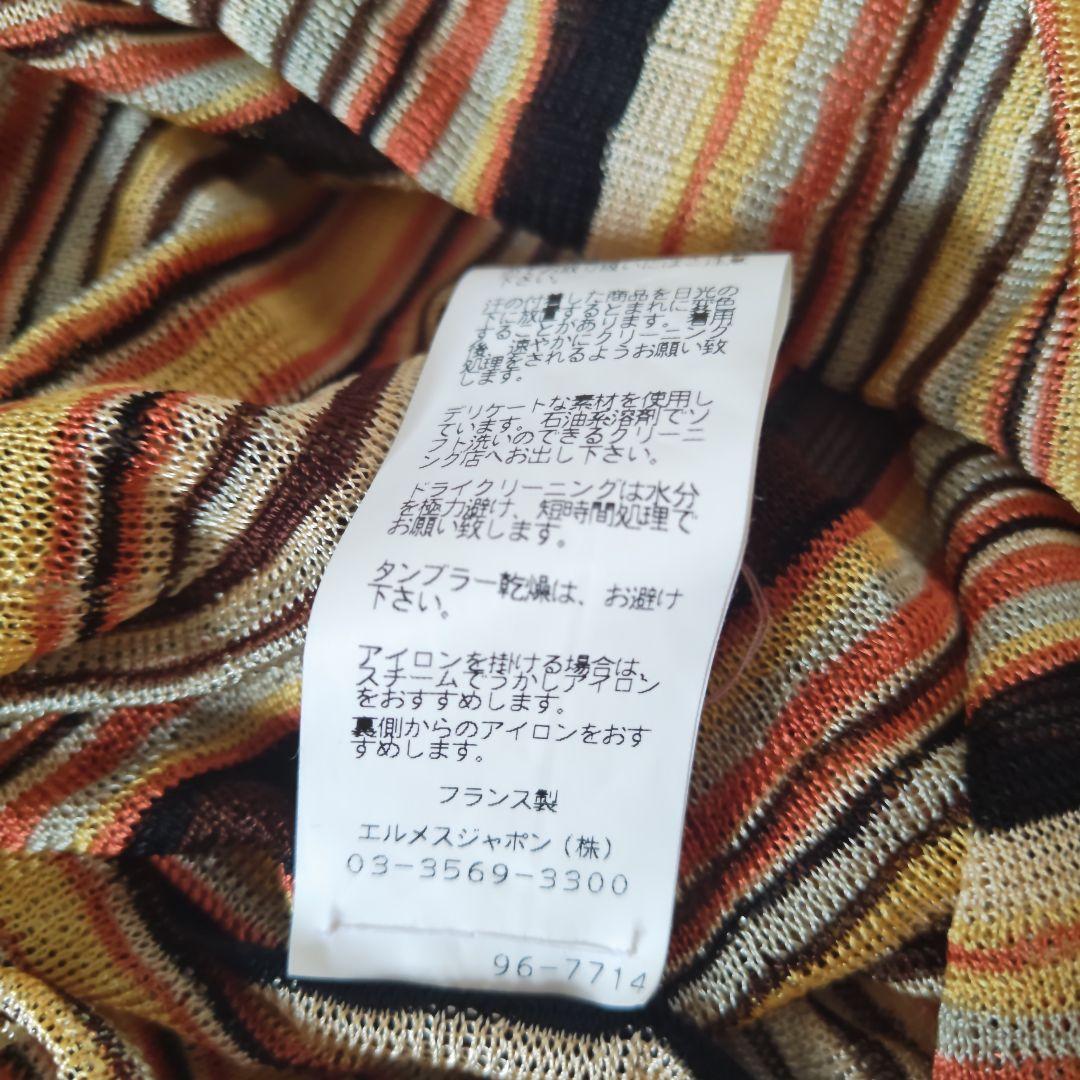 下さい。
汗の付着した商品を日光の
下に放置するとまれに変色
することがあります。着用
後、速やかにクリーニング
処理をされるようお願い致
します。
デリケートな素材を使用し
ています。石油系溶剤でソ
フト洗いのできるクリーニ
ング店へお出し下さい。
ドライクリーニングは水分
を極力避け、短時間処理で
お願い致します。
タンブラー乾燥は、お避け
下さい。
アイロンを掛ける場合は、
スチームでうかしアイロン
をおすすめします。
裏側からのアイロンをおす
すめします。
フランス製
エルメスジャポン(株)
03-3569-3300
96-7714